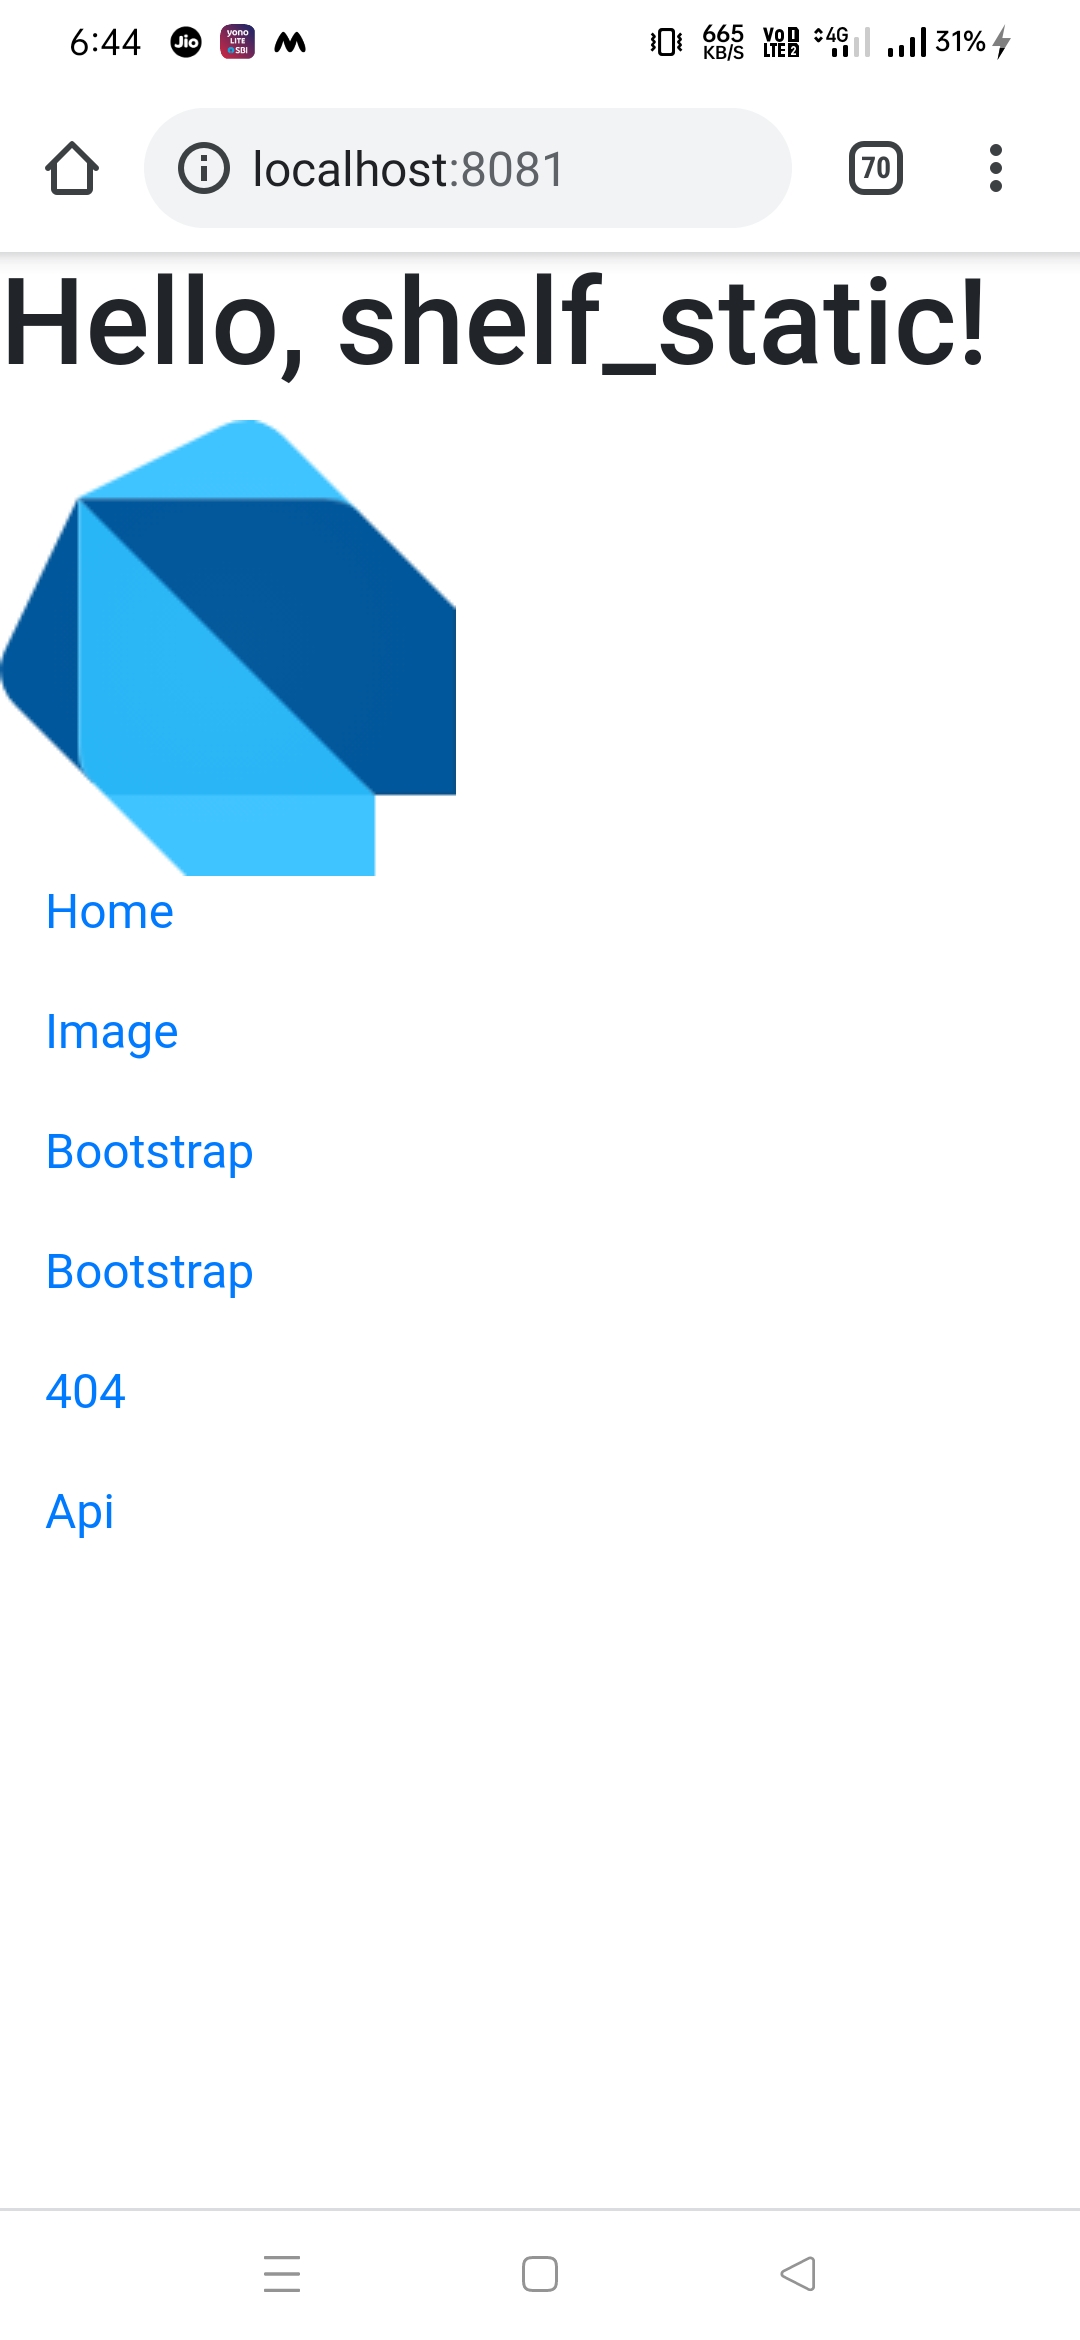 6:44 Jio yono LITE SBI 665 KB/S VoD LTE 2 4G 31%
localhost:8081 70
Hello, shelf_static!
Home
Image
Bootstrap
Bootstrap
404
Api